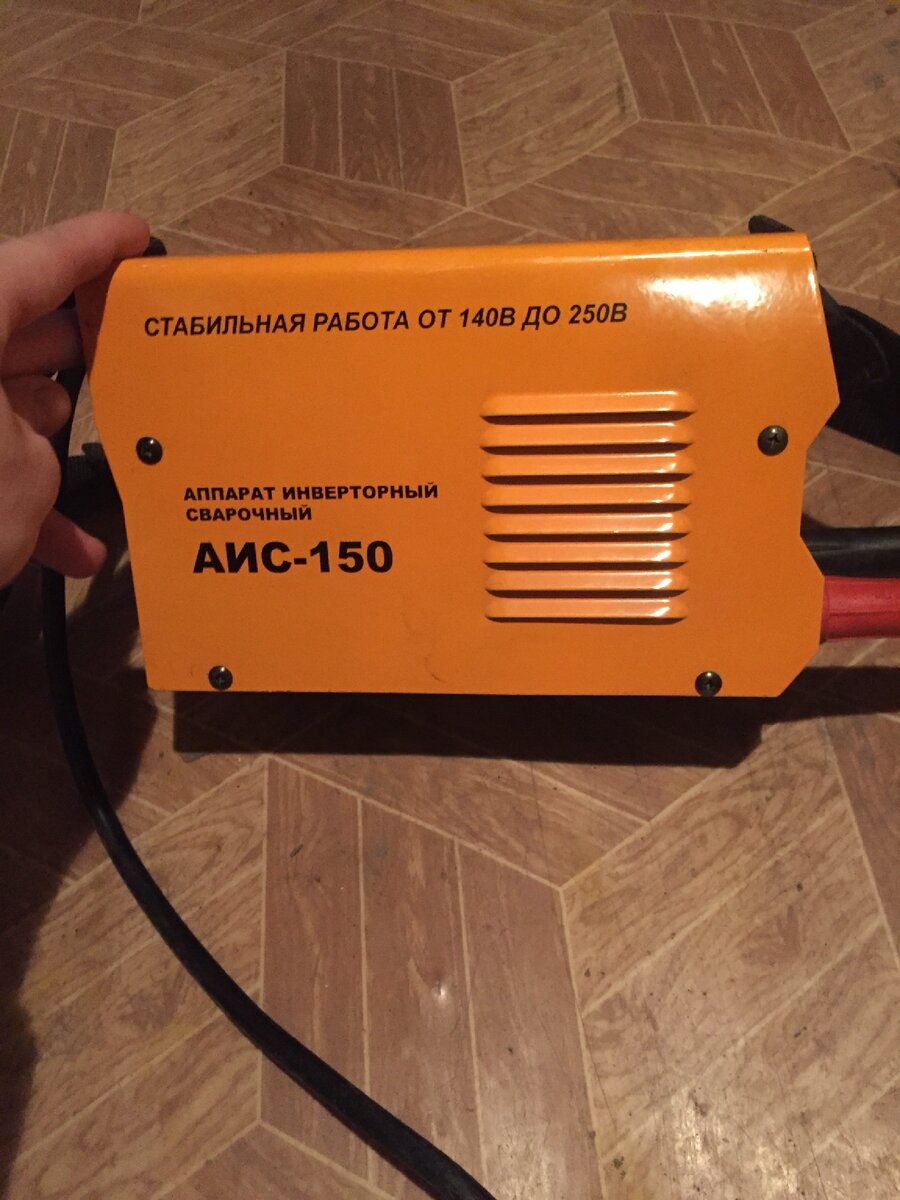 СТАБИЛЬНАЯ РАБОТА ОТ 140В ДО 250В
АППАРАТ ИНВЕРТОРНЫЙ
СВАРОЧНЫЙ
АИС-150